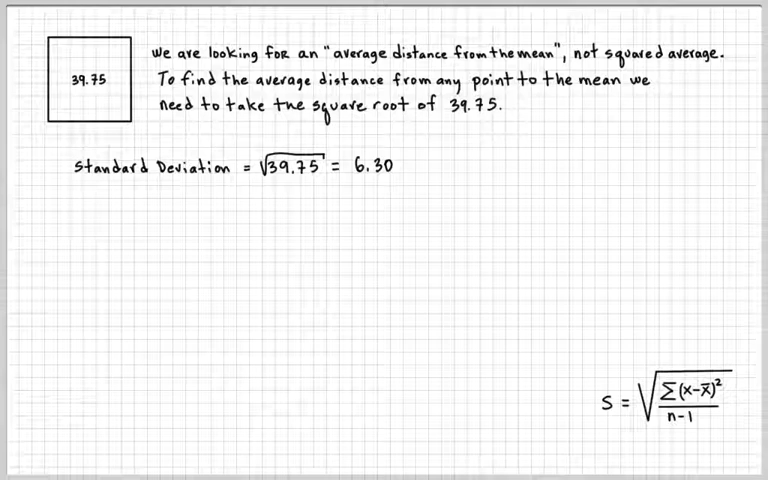 39.75
We are looking for an "average distance from the mean", not squared average.
To find the average distance from any point to the mean we
need to take the square root of 39.75.
Standard Deviation = √39.75 = 6.30
S = √(Σ(x-x̄)²/(n-1))